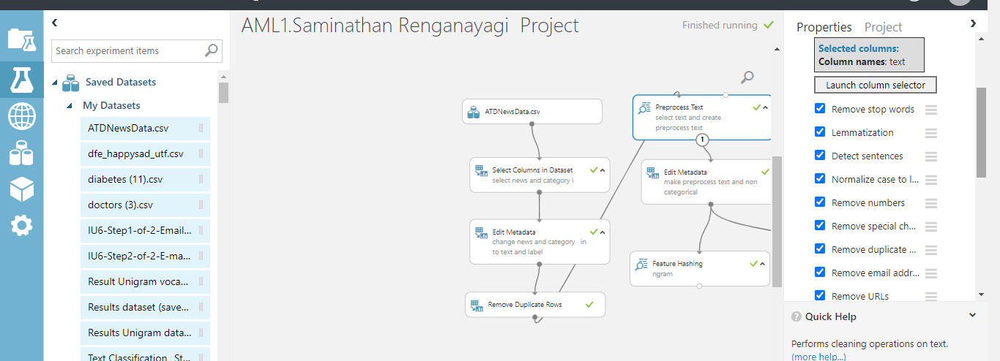 AML1.Saminathan Renganayagi  Project
Finished running
Properties
Project
Search experiment items
Saved Datasets
My Datasets
ATDNewsData.csv
dfe_happysad_utf.csv
diabetes (11).csv
doctors (3).csv
IU6-Step1-of-2-Email...
IU6-Step2-of-2-E-ma...
Result Unigram voca...
Results dataset (save...
Results Unigram data...
Text Classification_ St...
ATDNewsData.csv
Select Columns in Dataset
select news and category i
Edit Metadata
change news and category   in
to text and label
Remove Duplicate Rows
Preprocess Text
select text and create
preprocess text
1
Edit Metadata
make preprocess text and non
categorical
Feature Hashing
ngram
Selected columns:
Column names: text
Launch column selector
Remove stop words
Lemmatization
Detect sentences
Normalize case to l...
Remove numbers
Remove special ch...
Remove duplicate ...
Remove email addr...
Remove URLs
Quick Help
Performs cleaning operations on text.
(more help...)